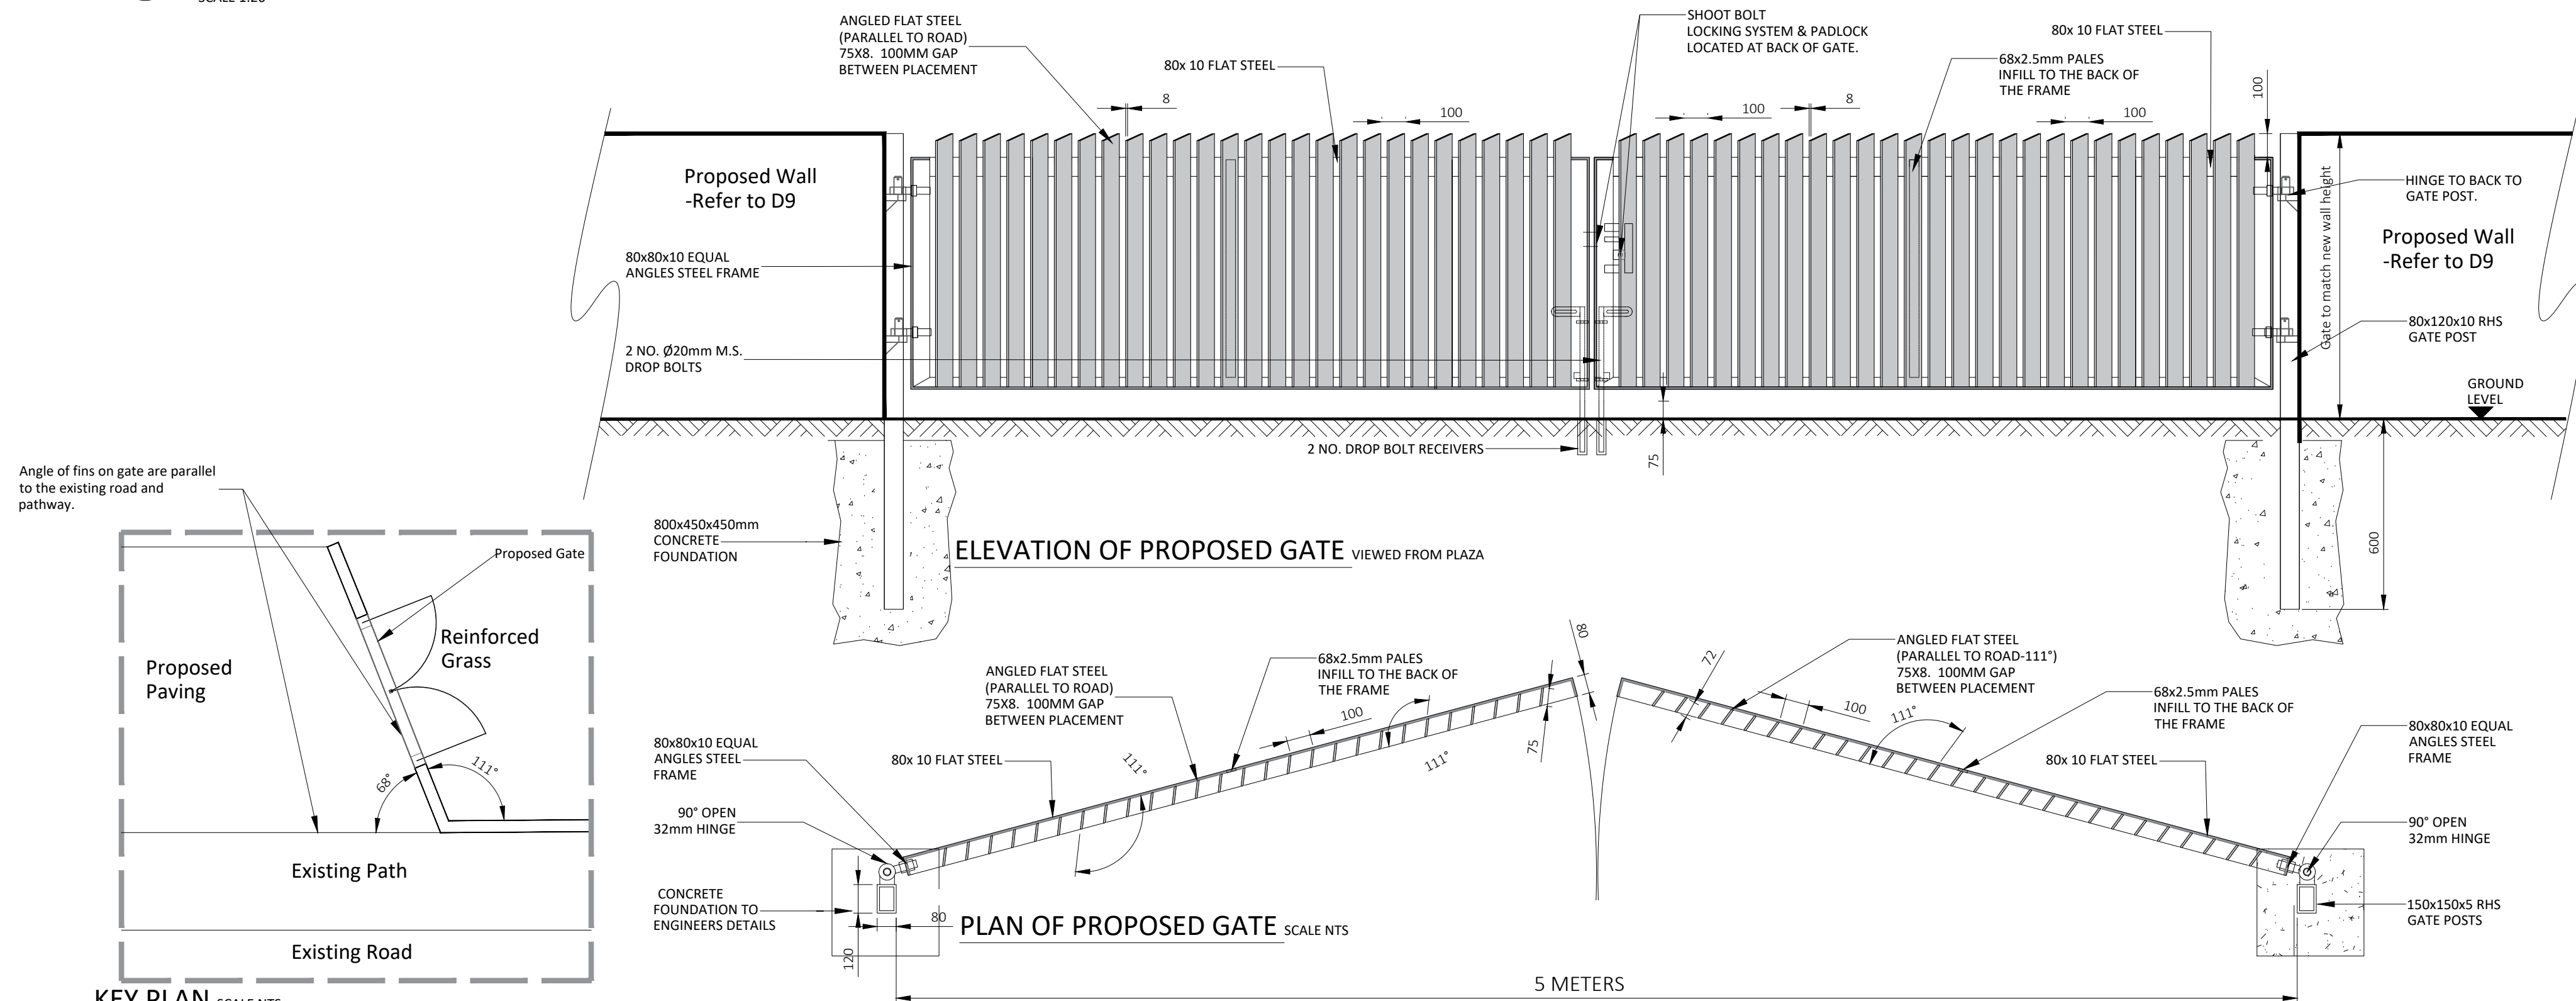 SCALE 1:20
ANGLED FLAT STEEL
(PARALLEL TO ROAD)
75X8.  100MM GAP
BETWEEN PLACEMENT
80x 10 FLAT STEEL
SHOOT BOLT
LOCKING SYSTEM & PADLOCK
LOCATED AT BACK OF GATE.
68x2.5mm PALES
INFILL TO THE BACK OF
THE FRAME
80x 10 FLAT STEEL
8
100
100
8
100
100
Proposed Wall
-Refer to D9
80x80x10 EQUAL
ANGLES STEEL FRAME
2 NO. Ø20mm M.S.
DROP BOLTS
Gate to match new wall height
HINGE TO BACK TO
GATE POST.
Proposed Wall
-Refer to D9
80x120x10 RHS
GATE POST
GROUND
LEVEL
2 NO. DROP BOLT RECEIVERS
75
600
800x450x450mm
CONCRETE
FOUNDATION
ELEVATION OF PROPOSED GATE VIEWED FROM PLAZA
Angle of fins on gate are parallel
to the existing road and
pathway.
Proposed Gate
Reinforced
Grass
Proposed
Paving
68°
111°
Existing Path
Existing Road
KEY PLAN SCALE NTS
ANGLED FLAT STEEL
(PARALLEL TO ROAD)
75X8.  100MM GAP
BETWEEN PLACEMENT
68x2.5mm PALES
INFILL TO THE BACK OF
THE FRAME
80
72
ANGLED FLAT STEEL
(PARALLEL TO ROAD-111°)
75X8.  100MM GAP
BETWEEN PLACEMENT
68x2.5mm PALES
INFILL TO THE BACK OF
THE FRAME
80x80x10 EQUAL
ANGLES STEEL
FRAME
80x 10 FLAT STEEL
100
111°
111°
75
100
111°
80x 10 FLAT STEEL
80x80x10 EQUAL
ANGLES STEEL
FRAME
90° OPEN
32mm HINGE
90° OPEN
32mm HINGE
CONCRETE
FOUNDATION TO
ENGINEERS DETAILS
80
120
150x150x5 RHS
GATE POSTS
PLAN OF PROPOSED GATE SCALE NTS
5 METERS